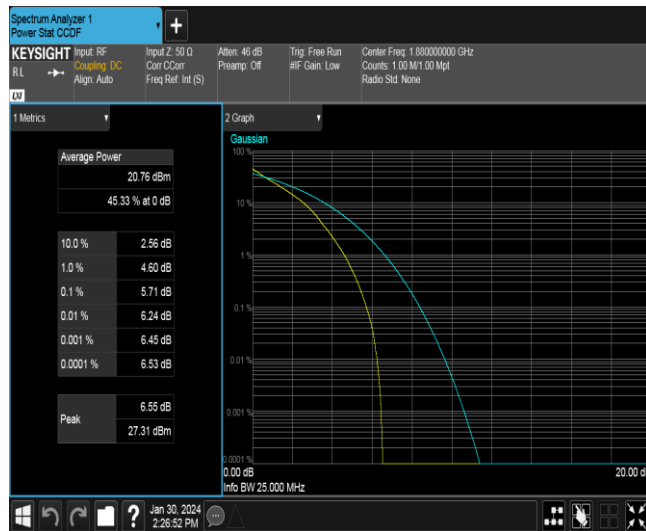 Spectrum Analyzer 1
Power Stat CCDF
+
KEYSIGHT
RL
LXI
Input: RF
Coupling: DC
Align: Auto
Input Z: 50 Ω
Corr CCorr
Freq Ref: Int (S)
Atten: 46 dB
Preamp: Off
Trig: Free Run
#IF Gain: Low
Center Freq: 1.880000000 GHz
Counts: 1.00 M/1.00 Mpt
Radio Std: None
1 Metrics
Average Power
20.76 dBm
45.33 % at 0 dB
10.0 % 2.56 dB
1.0 % 4.60 dB
0.1 % 5.71 dB
0.01 % 6.24 dB
0.001 % 6.45 dB
0.0001 % 6.53 dB
Peak
6.55 dB
27.31 dBm
2 Graph
Gaussian
100 %
10 %
1 %
0.1 %
0.01 %
0.001 %
0.0001 %
0.00 dB 20.00 d
Info BW 25.000 MHz
?
Jan 30, 2024
2:26:52 PM